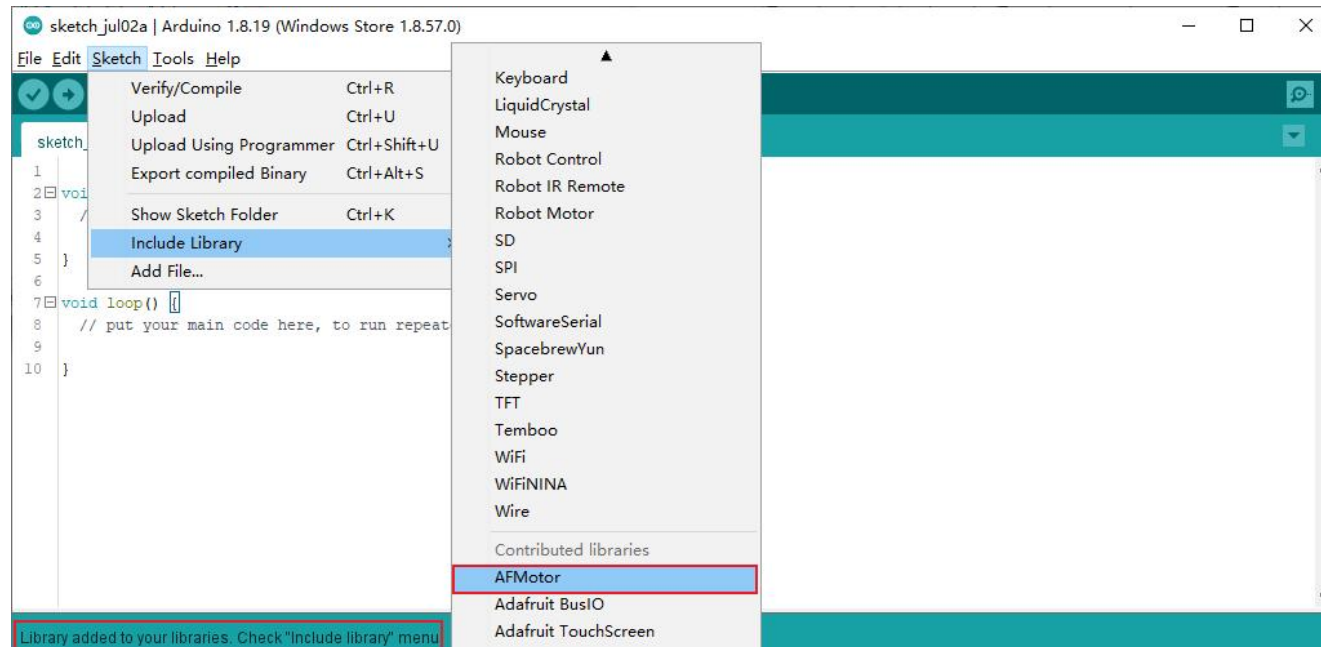 sketch_jul02a | Arduino 1.8.19 (Windows Store 1.8.57.0)
File Edit Sketch Tools Help
Verify/Compile Ctrl+R
Upload Ctrl+U
Upload Using Programmer Ctrl+Shift+U
Export compiled Binary Ctrl+Alt+S
Show Sketch Folder Ctrl+K
Include Library
Add File...
sketch_
1
2 voi
3 /
4
5 }
6
7 void loop() {
8 // put your main code here, to run repeat
9
10 }
Keyboard
LiquidCrystal
Mouse
Robot Control
Robot IR Remote
Robot Motor
SD
SPI
Servo
SoftwareSerial
SpacebrewYun
Stepper
TFT
Temboo
WiFi
WiFiNINA
Wire
Contributed libraries
AFMotor
Adafruit BusIO
Adafruit TouchScreen
Library added to your libraries. Check "Include library" menu